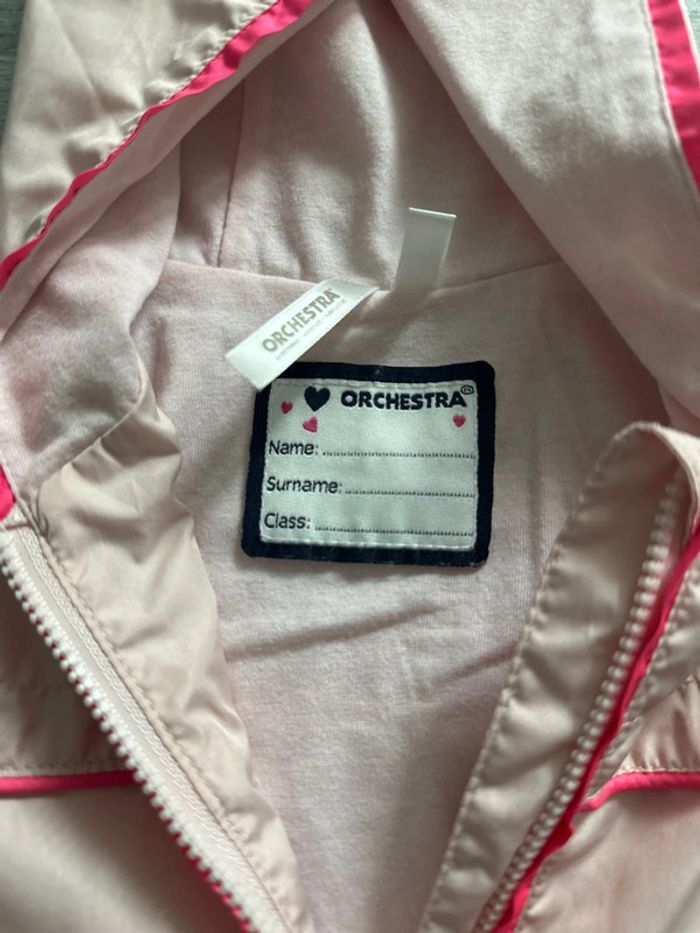 ORCHESTRA
ORCHESTRA
Name:
Surname:
Class: